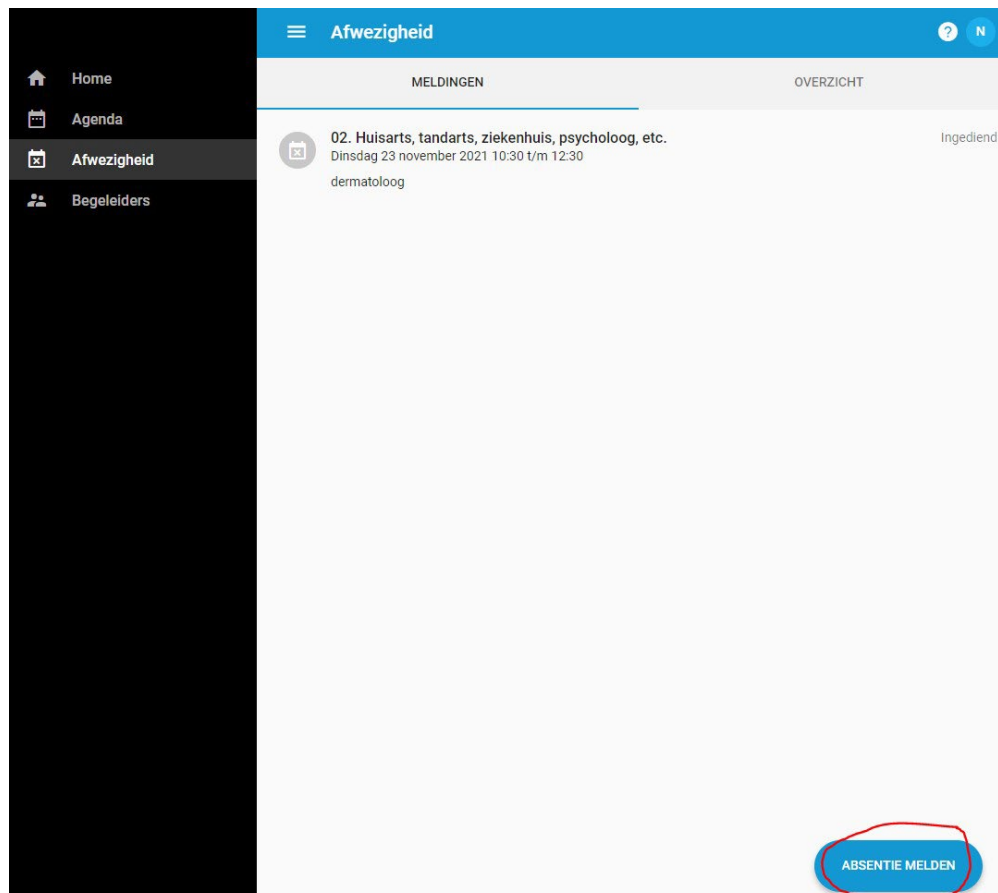 Afwezigheid
? N
Home
Agenda
Afwezigheid
Begeleiders
MELDINGEN
OVERZICHT
02. Huisarts, tandarts, ziekenhuis, psycholoog, etc.
Ingediend
Dinsdag 23 november 2021 10:30 t/m 12:30
dermatoloog
ABSENTIE MELDEN